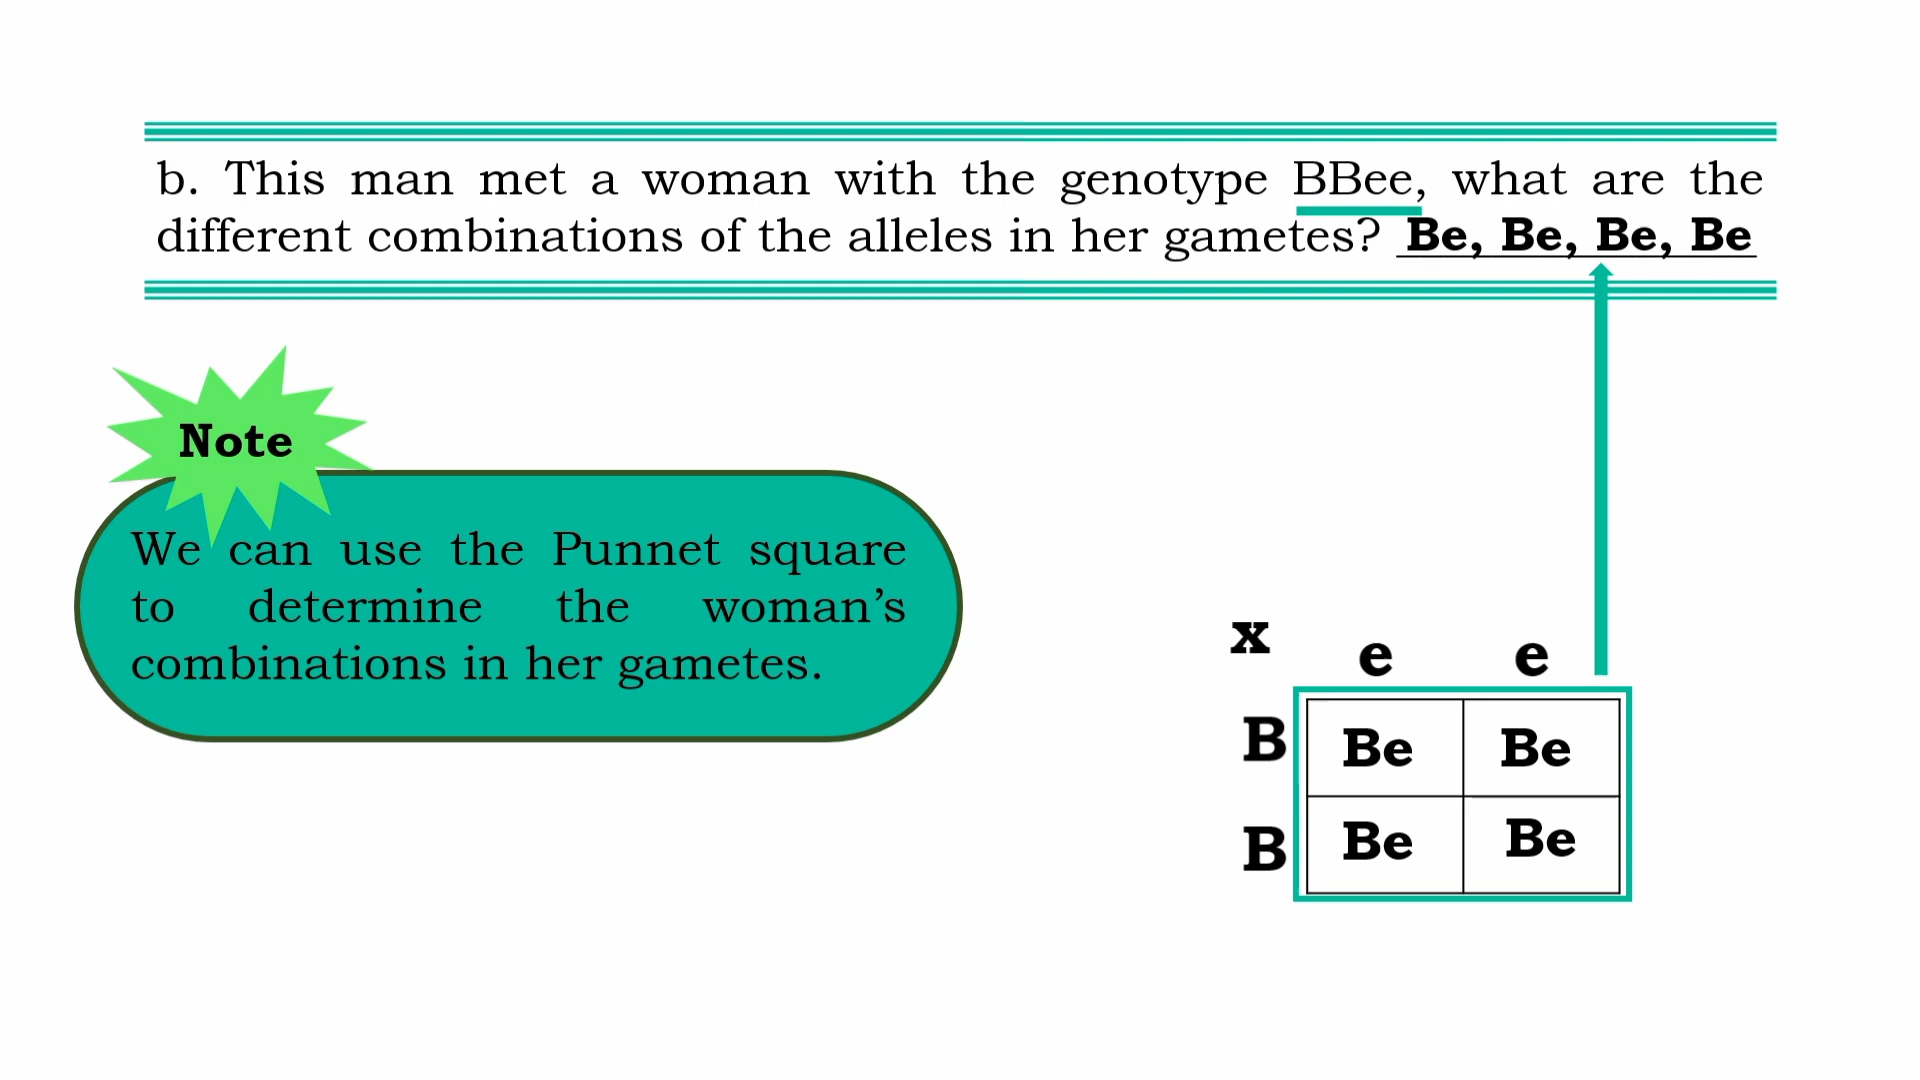 b. This man met a woman with the genotype BBee, what are the
different combinations of the alleles in her gametes? Be, Be, Be, Be
Note
We can use the Punnet square
to determine the woman’s
combinations in her gametes.
x e e
B Be Be
B Be Be